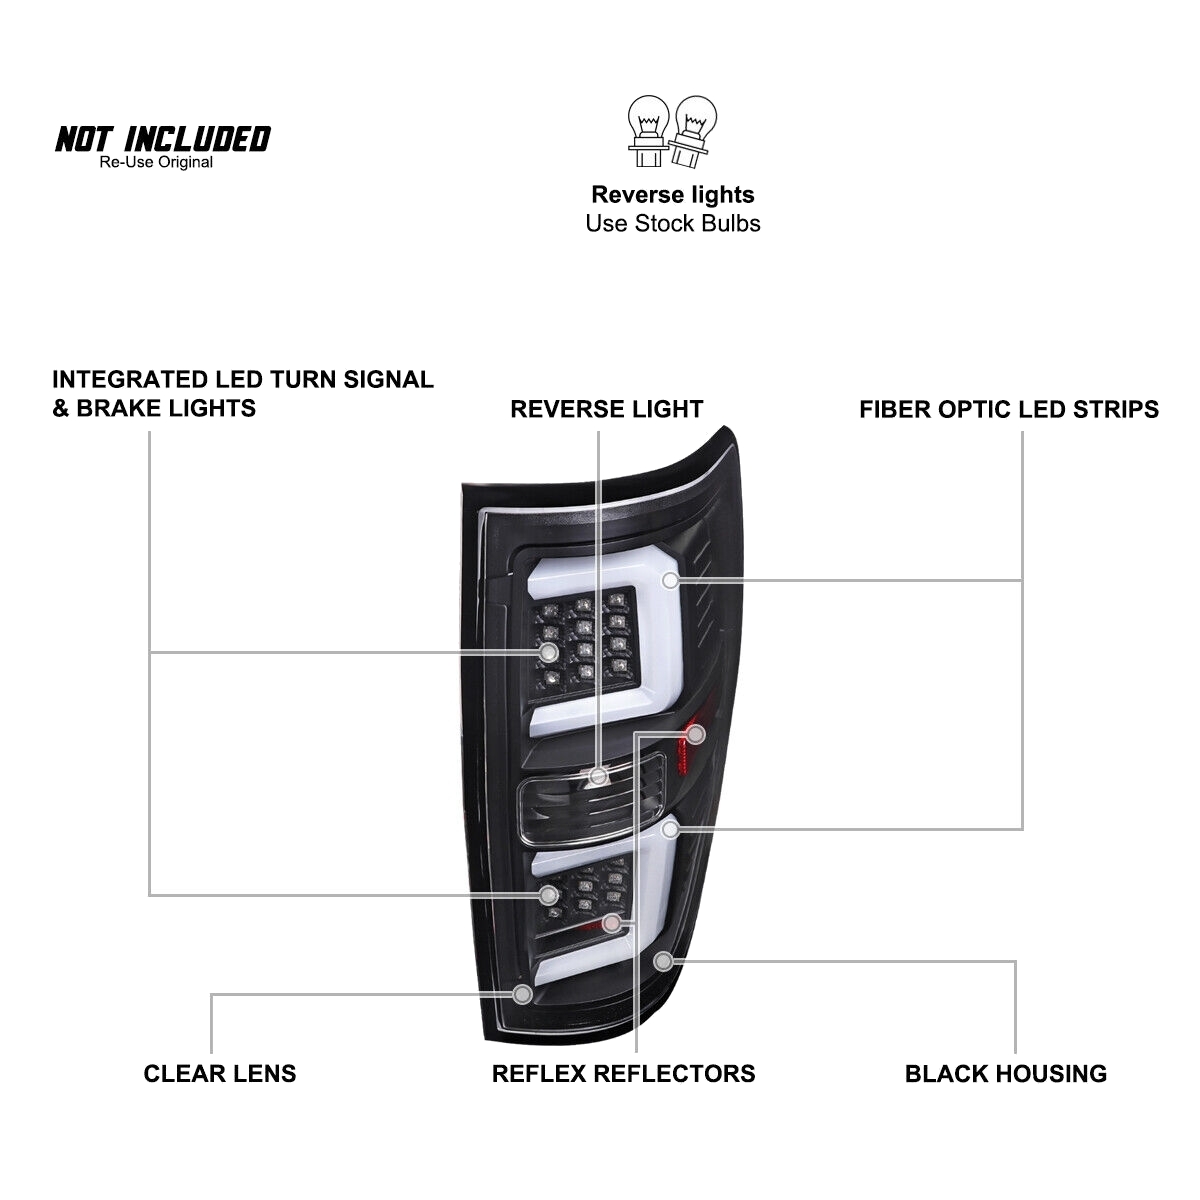 NOT INCLUDED
Re-Use Original
Reverse lights
Use Stock Bulbs
INTEGRATED LED TURN SIGNAL
& BRAKE LIGHTS
REVERSE LIGHT
FIBER OPTIC LED STRIPS
CLEAR LENS
REFLEX REFLECTORS
BLACK HOUSING